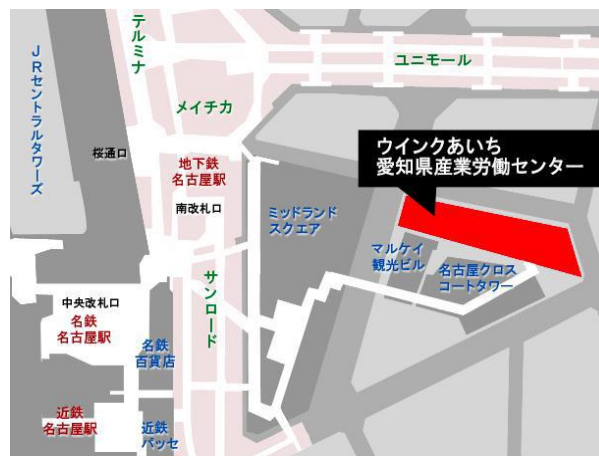 テルミナ
JRセントラルタワーズ
ユニモール
メイチカ
桜通口
地下鉄
名古屋駅
南改札口
ウインクあいち
愛知県産業労働センター
ミッドランド
スクエア
マルケイ
観光ビル
名古屋クロス
コートタワー
サンロード
中央改札口
名鉄
名古屋駅
名鉄
百貨店
近鉄
名古屋駅
近鉄
パッセ